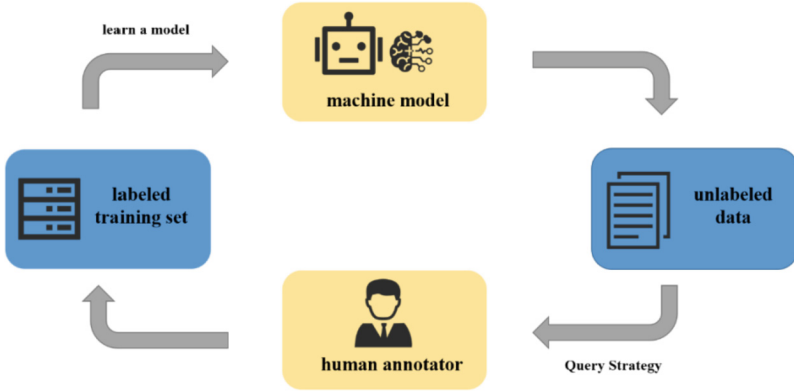 learn a model
machine model
labeled
training set
unlabeled
data
human annotator
Query Strategy